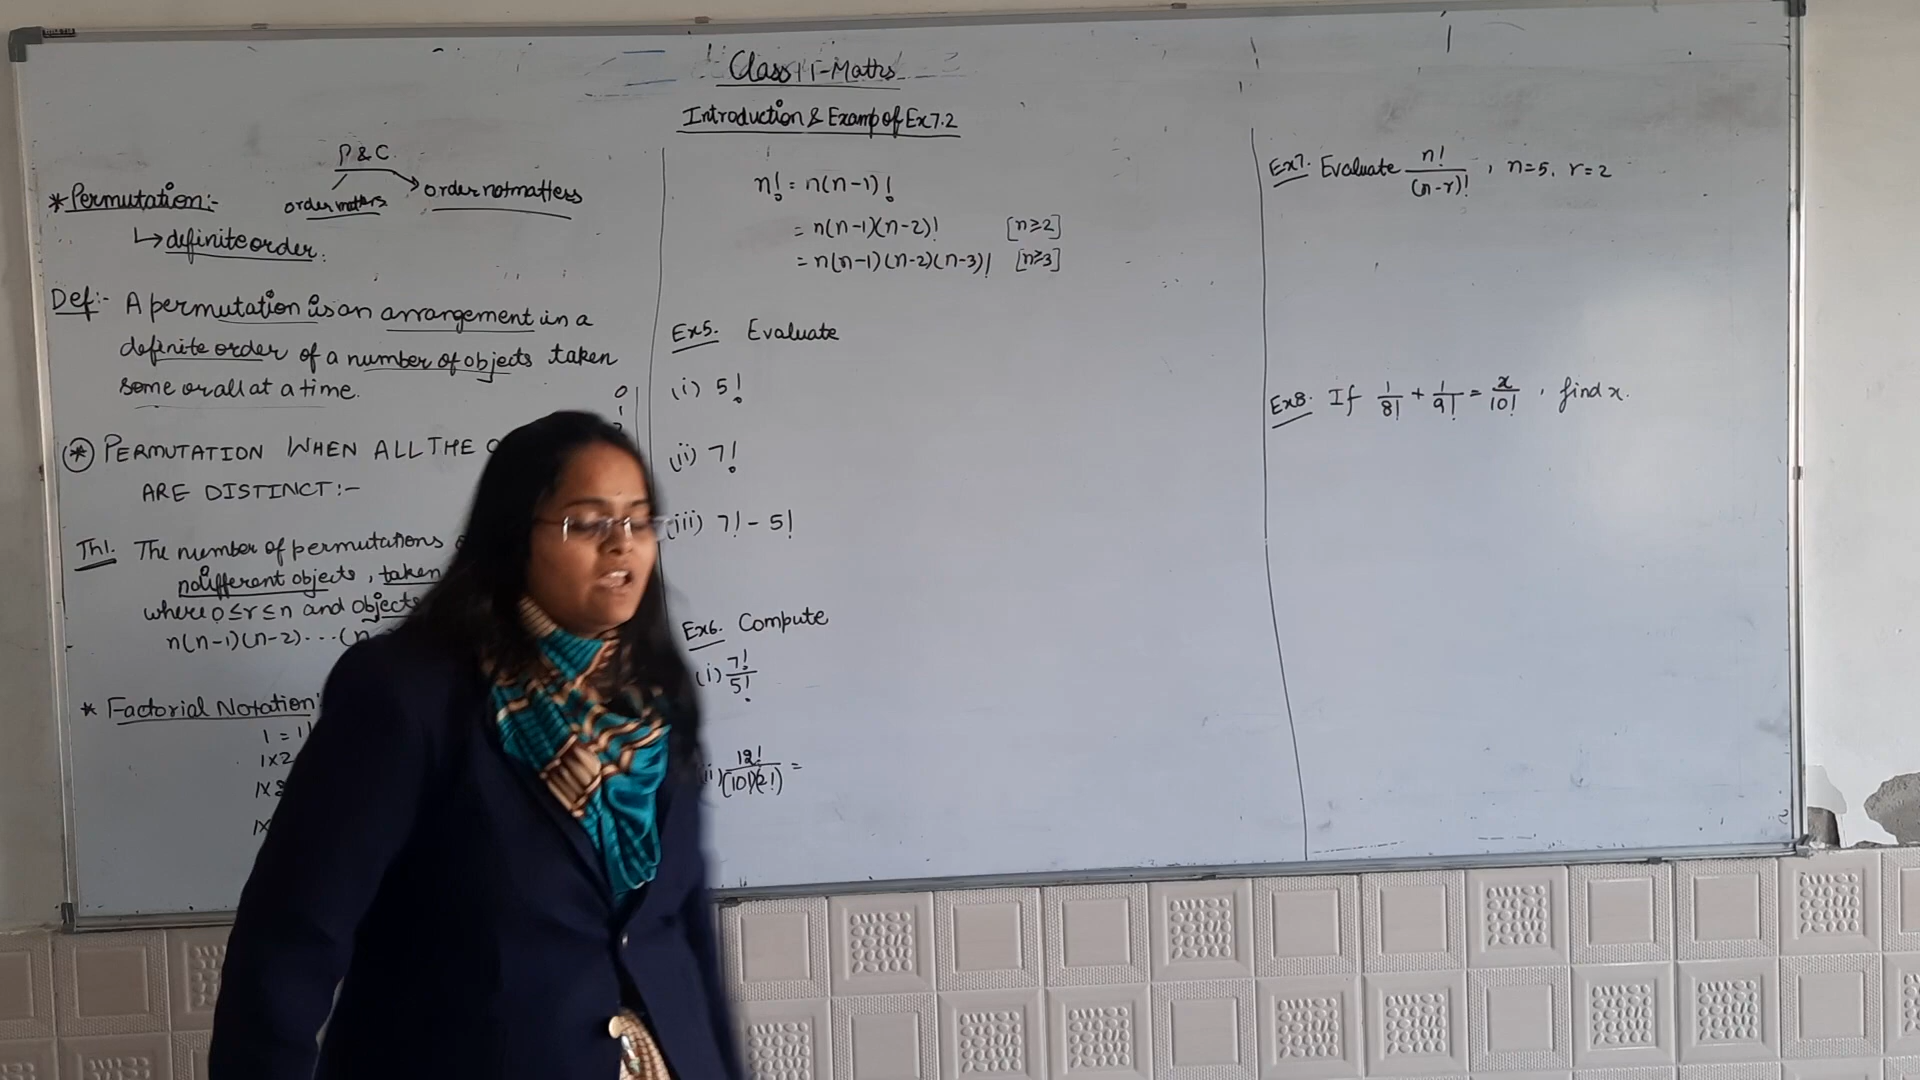 Class 11-Maths
Introduction & Examp of Ex 7.2
P & C
order matters
order not matters
* Permutation:-
↳ definite order.
Def:- A permutation is an arrangement in a
definite order of a number of objects taken
some or all at a time.
0
1
* PERMUTATION WHEN ALL THE
ARE DISTINCT:-
Th1. The number of permutations
n different objects, taken
where 0 ≤ r ≤ n and objects
n(n-1)(n-2)...(n
* Factorial Notation:
1 = 1!
1×2
n! = n(n-1)!
= n(n-1)(n-2)! [n≥2]
= n(n-1)(n-2)(n-3)! [n≥3]
Ex5. Evaluate
(i) 5!
(ii) 7!
(iii) 7! - 5!
Ex6. Compute
(i) 7!/5!
(ii) 12!/(10!)(2!) =
Ex7. Evaluate n!/(n-r)! , n=5, r=2
Ex8. If 1/8! + 1/9! = x/10! , find x.